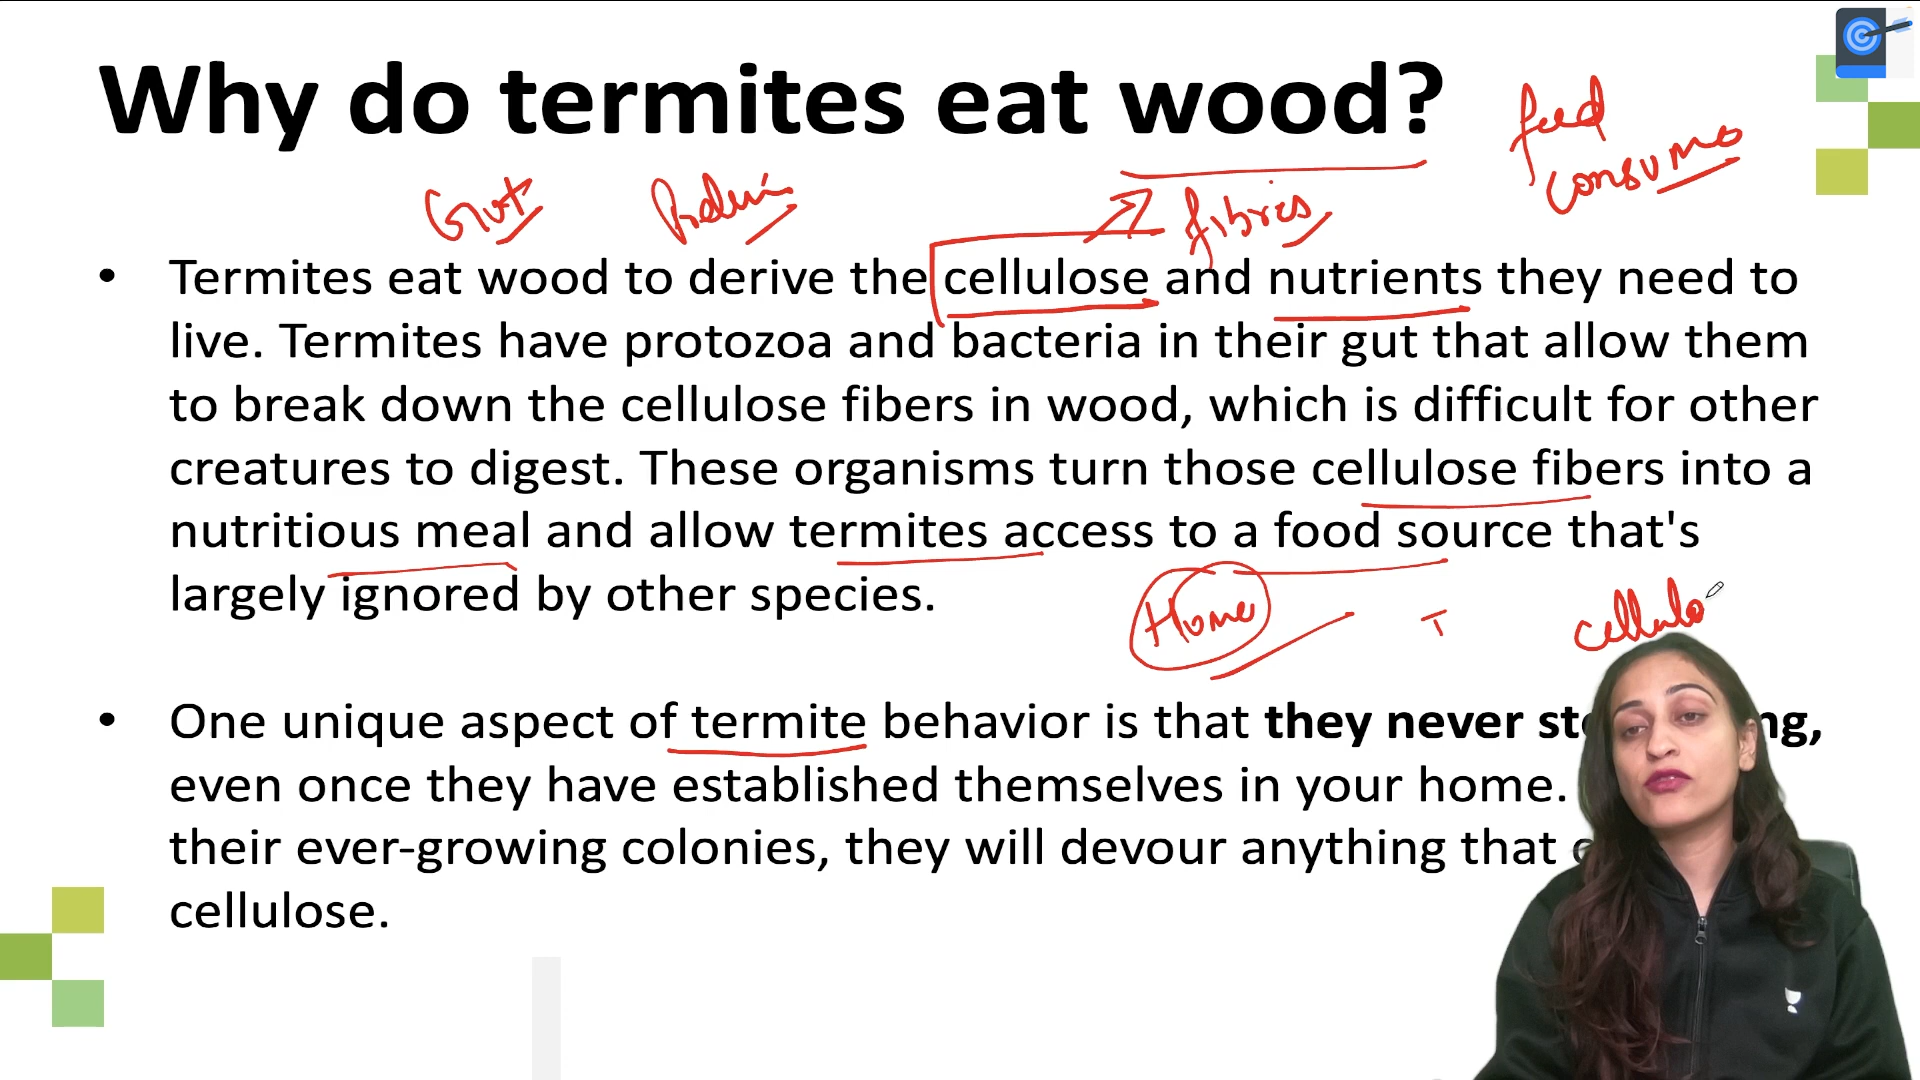 Why do termites eat wood?
feed
consume
Gut
fibres
• Termites eat wood to derive the cellulose and nutrients they need to
live. Termites have protozoa and bacteria in their gut that allow them
to break down the cellulose fibers in wood, which is difficult for other
creatures to digest. These organisms turn those cellulose fibers into a
nutritious meal and allow termites access to a food source that's
largely ignored by other species.
Home T cellulo
• One unique aspect of termite behavior is that they never
even once they have established themselves in your home.
their ever-growing colonies, they will devour anything that
cellulose.